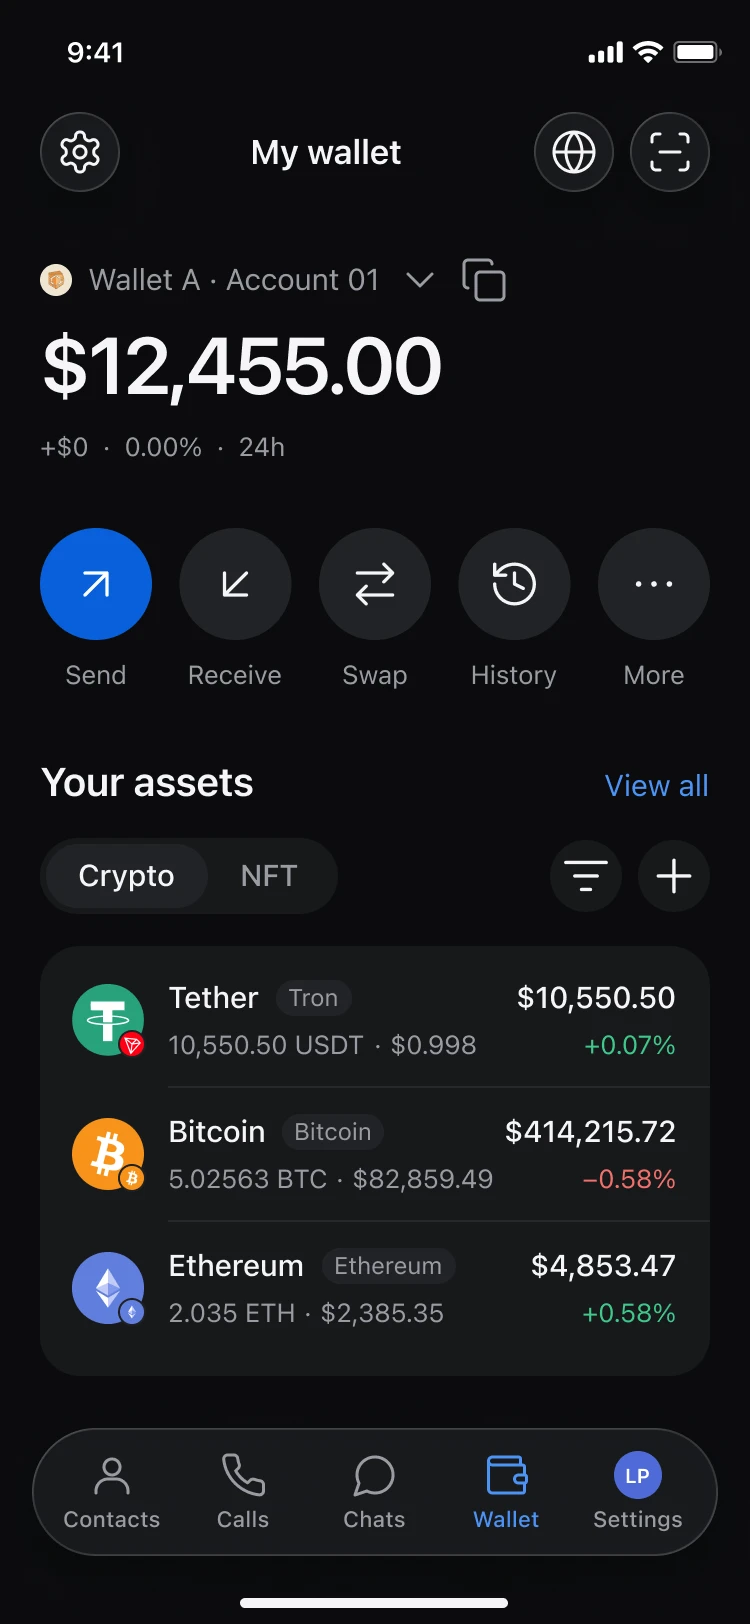 9:41
My wallet
Wallet A · Account 01
$12,455.00
+$0 · 0.00% · 24h
Send Receive Swap History More
Your assets View all
Crypto NFT
Tether Tron $10,550.50
10,550.50 USDT · $0.998 +0.07%
Bitcoin Bitcoin $414,215.72
5.02563 BTC · $82,859.49 −0.58%
Ethereum Ethereum $4,853.47
2.035 ETH · $2,385.35 +0.58%
LP
Contacts Calls Chats Wallet Settings